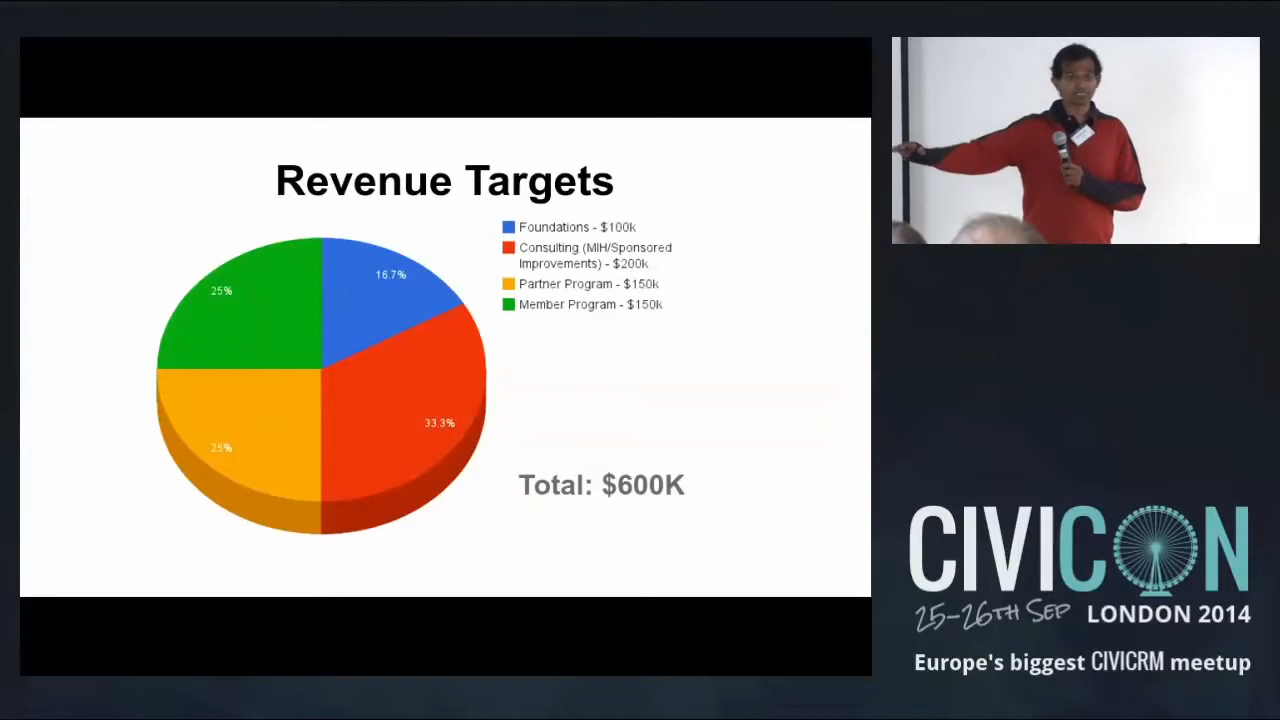 Revenue Targets
Foundations - $100k
Consulting (MIH/Sponsored
Improvements) - $200k
Partner Program - $150k
Member Program - $150k
16.7%
25%
33.3%
25%
Total: $600K
CIVICON
25-26TH SEP LONDON 2014
Europe's biggest CIVICRM meetup